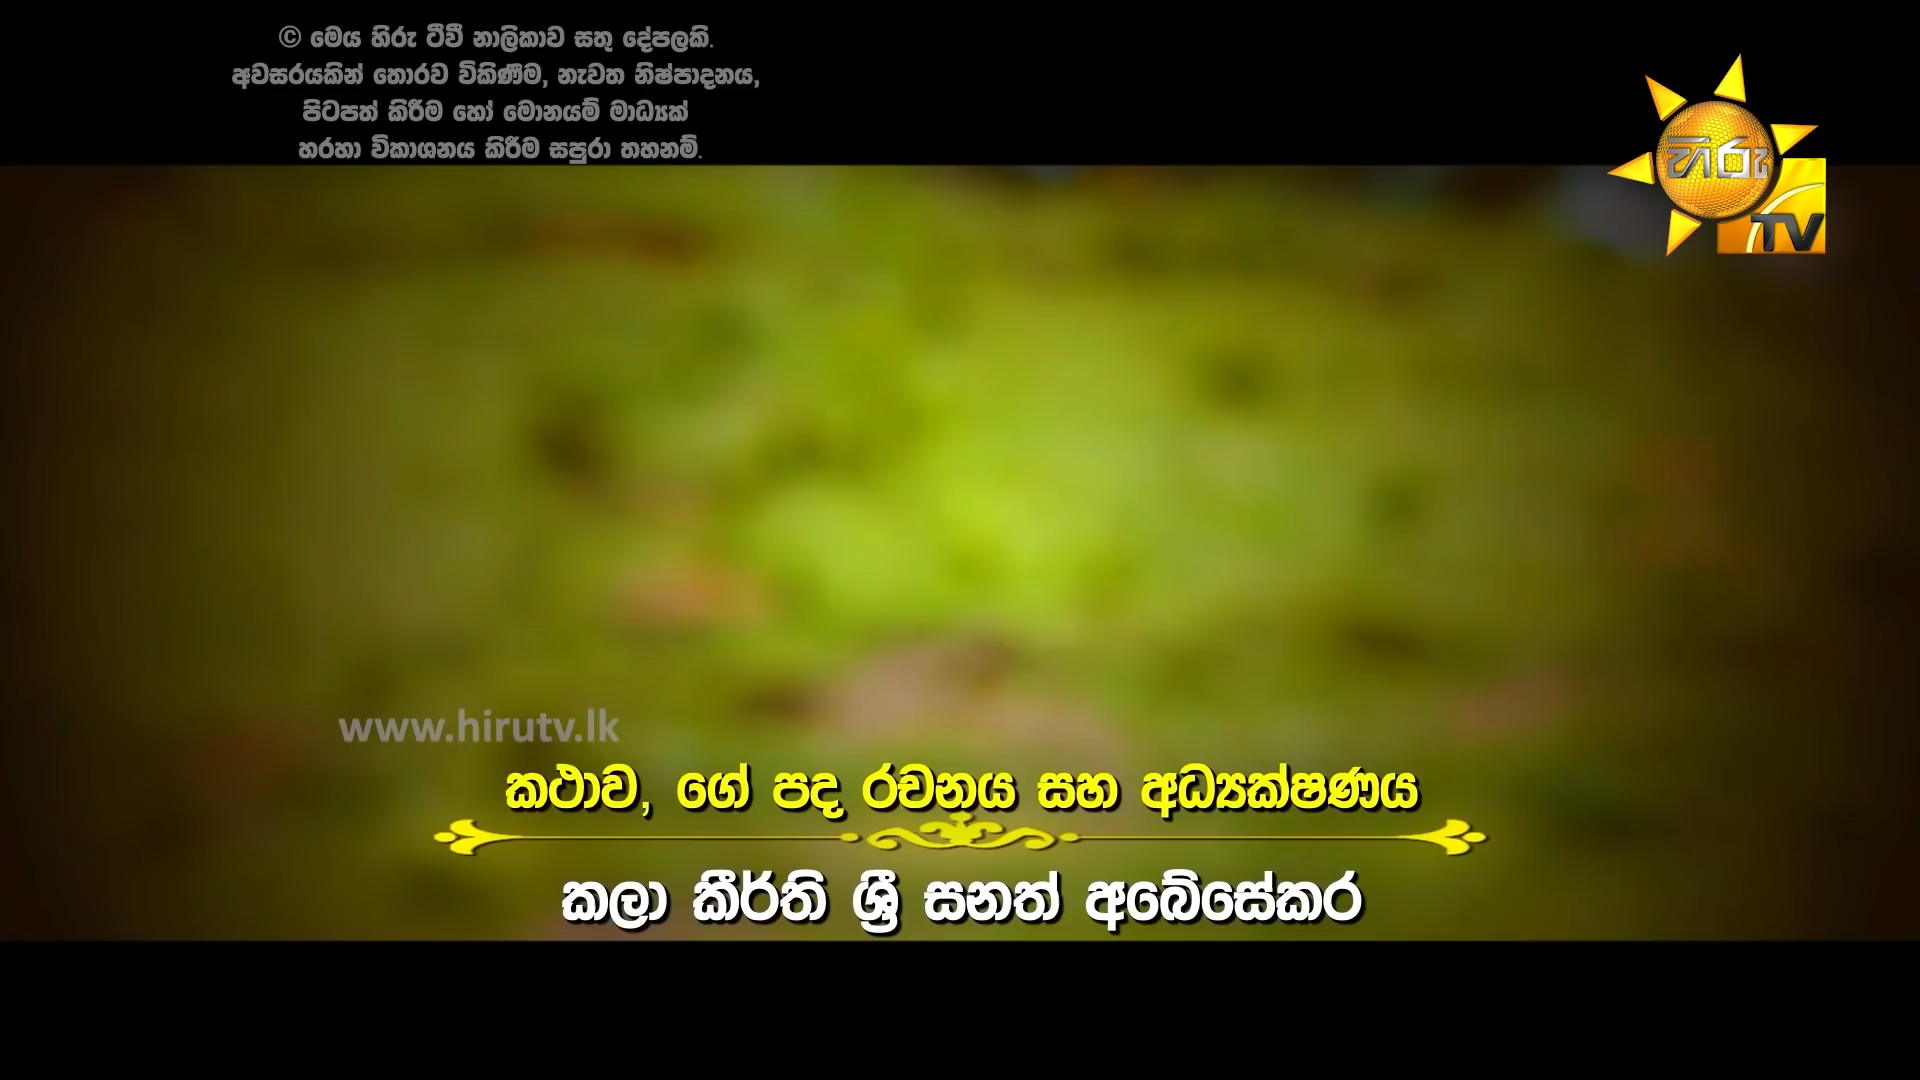 © මෙය හිරු ටීවී නාලිකාව සතු දේපලකි.
අවසරයකින් තොරව විකිණීම, නැවත නිෂ්පාදනය,
පිටපත් කිරීම හෝ මොනයම් මාධ්‍යක්
හරහා විකාශනය කිරීම සපුරා තහනම්.
හිරු
TV
www.hirutv.lk
කථාව, ගේ පද රචනය සහ අධ්‍යක්ෂණය
කලා කීර්ති ශ්‍රී සනත් අබේසේකර